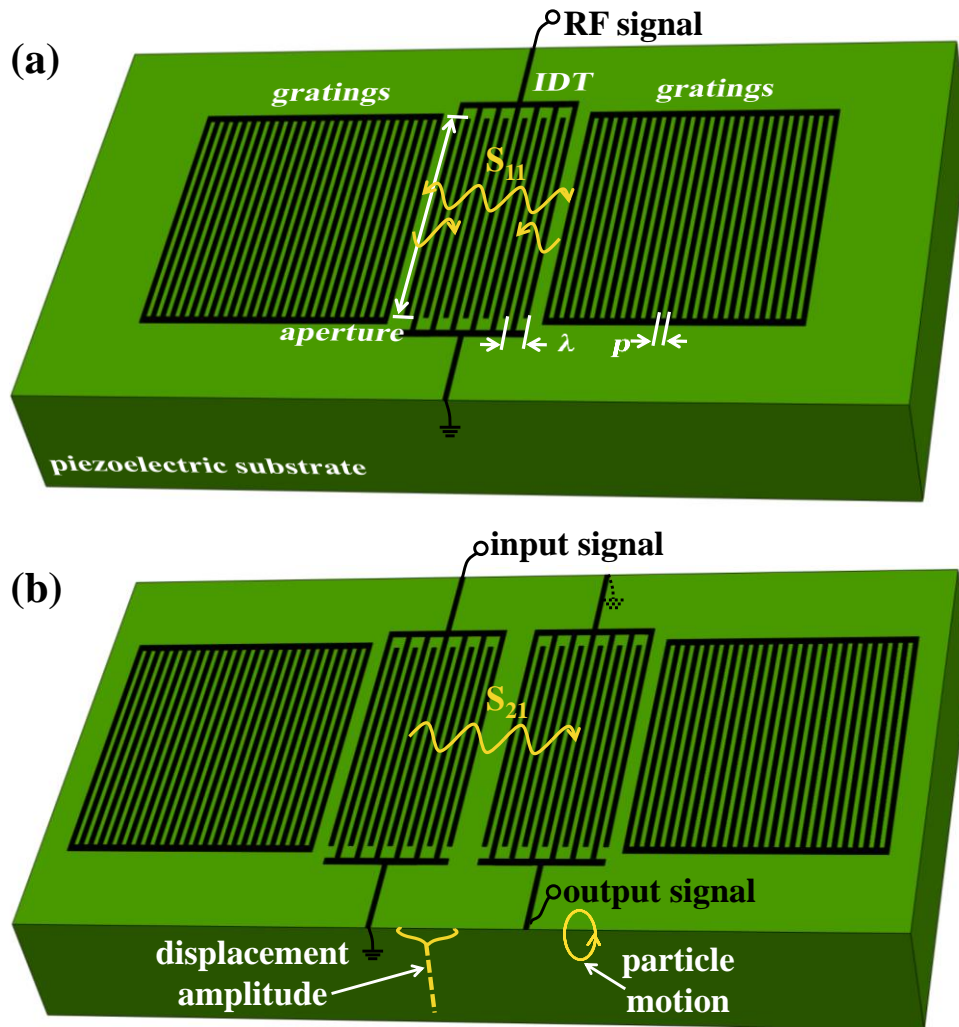 (a)
RF signal
gratings
IDT
gratings
S11
aperture
λ
p
piezoelectric substrate
(b)
input signal
S21
output signal
displacement
amplitude
particle
motion